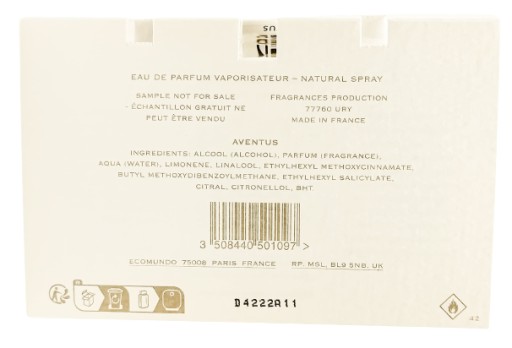 EAU DE PARFUM VAPORISATEUR – NATURAL SPRAY
SAMPLE NOT FOR SALE
- ÉCHANTILLON GRATUIT NE
PEUT ÊTRE VENDU
FRAGRANCES PRODUCTION
77760 URY
MADE IN FRANCE
AVENTUS
INGREDIENTS: ALCOOL (ALCOHOL), PARFUM (FRAGRANCE),
AQUA (WATER), LIMONENE, LINALOOL, ETHYLHEXYL METHOXYCINNAMATE,
BUTYL METHOXYDIBENZOYLMETHANE, ETHYLHEXYL SALICYLATE,
CITRAL, CITRONELLOL, BHT.
3 508440 501097 >
ECOMUNDO 75008 PARIS FRANCE
RP: MSL, BL9 5NB, UK
D4222A11